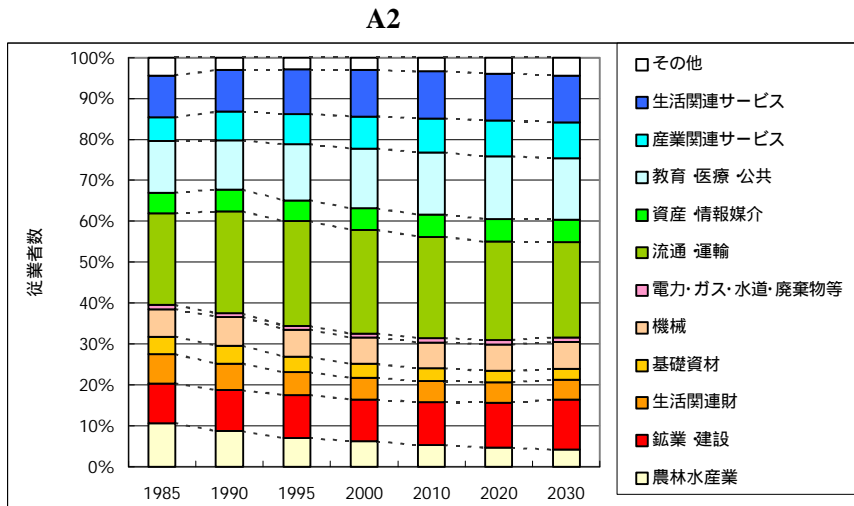 A2
従業者数
100%
90%
80%
70%
60%
50%
40%
30%
20%
10%
0%
1985 1990 1995 2000 2010 2020 2030
その他
生活関連サービス
産業関連サービス
教育・医療・公共
資産・情報媒介
流通・運輸
電力・ガス・水道・廃棄物等
機械
基礎資材
生活関連財
鉱業・建設
農林水産業